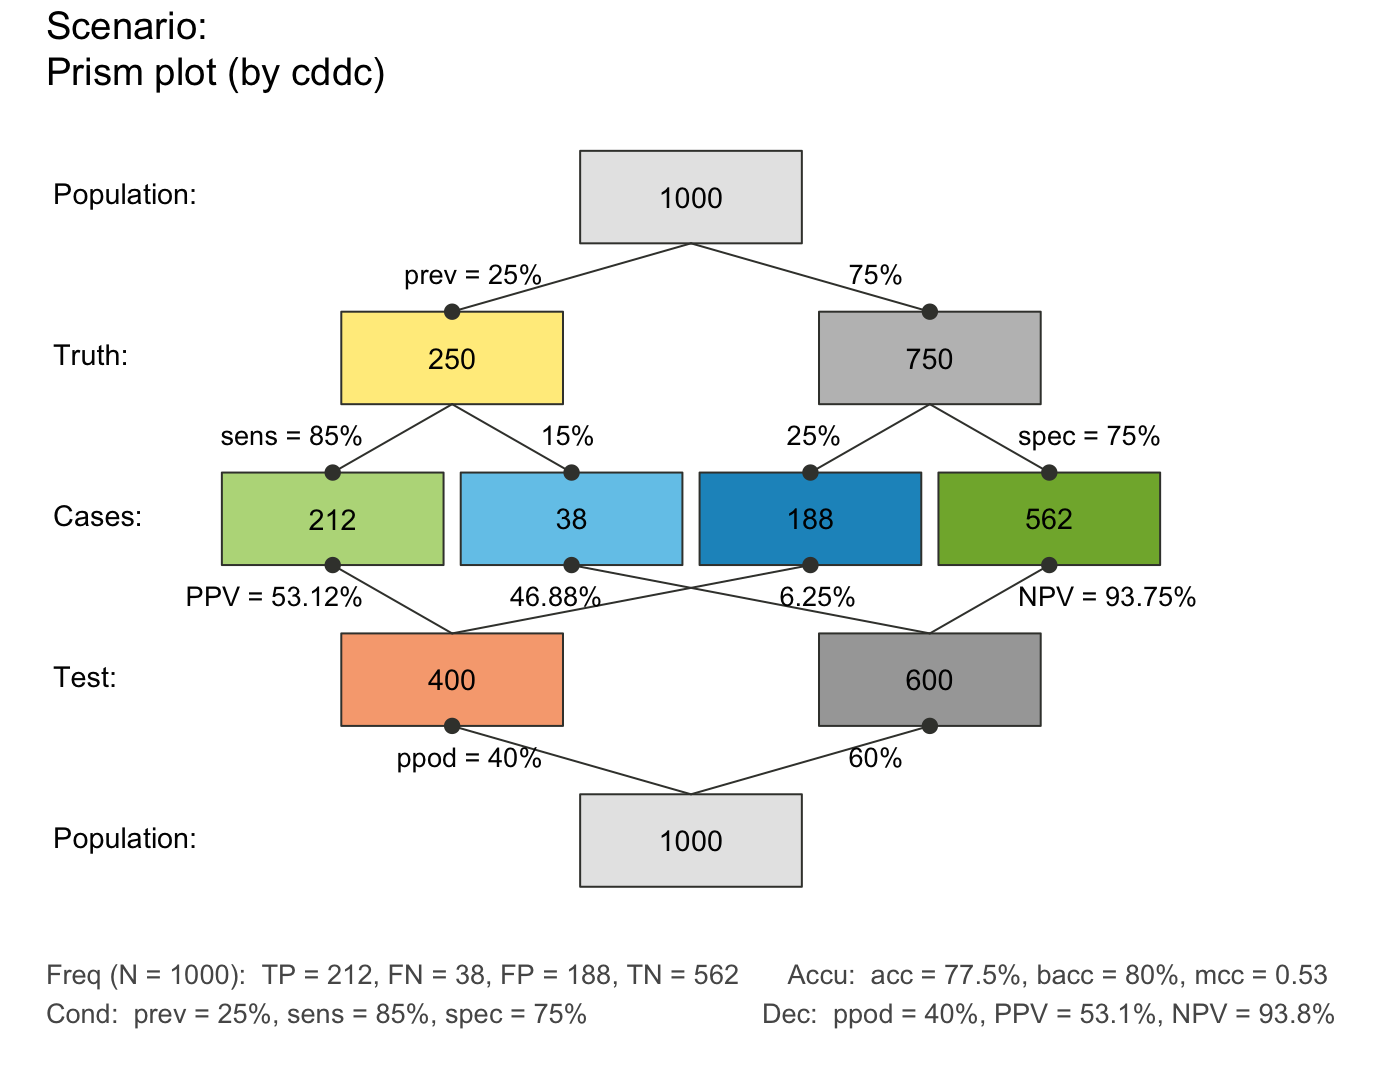 Scenario:
Prism plot (by cddc)
Population:
1000
prev = 25%
75%
Truth:
250
750
sens = 85%
15%
25%
spec = 75%
Cases:
212
38
188
562
PPV = 53.12%
46.88%
6.25%
NPV = 93.75%
Test:
400
600
ppod = 40%
60%
Population:
1000
Freq (N = 1000):  TP = 212, FN = 38, FP = 188, TN = 562
Accu:  acc = 77.5%, bacc = 80%, mcc = 0.53
Cond:  prev = 25%, sens = 85%, spec = 75%
Dec:  ppod = 40%, PPV = 53.1%, NPV = 93.8%